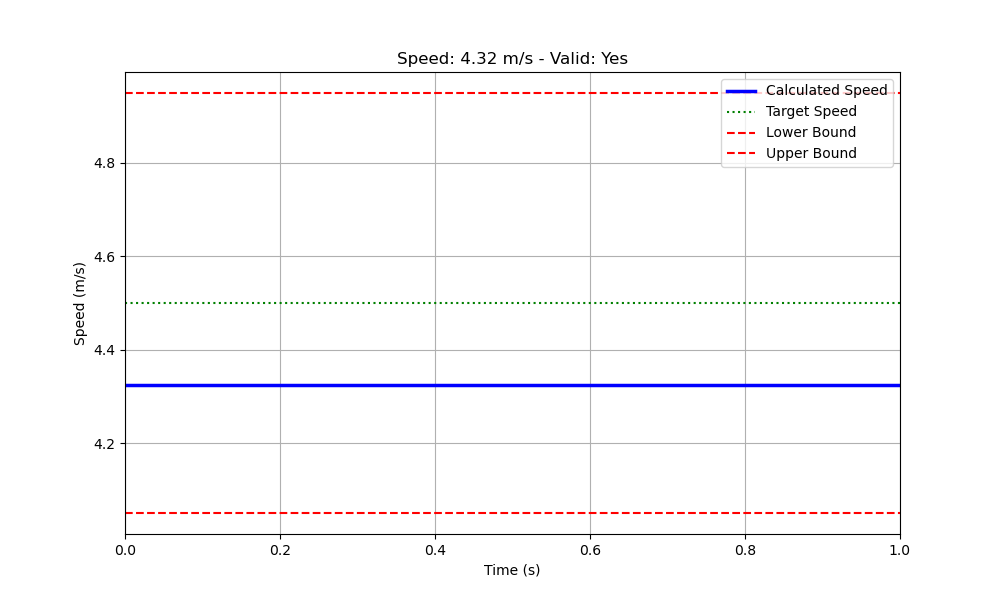 Speed: 4.32 m/s - Valid: Yes
Calculated Speed
Target Speed
Lower Bound
Upper Bound
Speed (m/s)
4.8
4.6
4.4
4.2
0.0 0.2 0.4 0.6 0.8 1.0
Time (s)